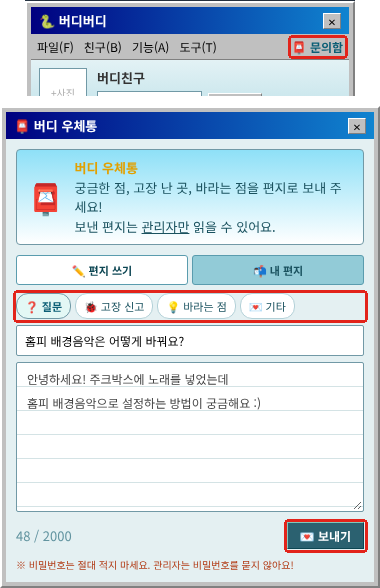 🐍 버디버디
×
파일(F) 친구(B) 기능(A) 도구(T)
📮 문의함
버디친구
+사진
📮 버디 우체통
×
버디 우체통
궁금한 점, 고장 난 곳, 바라는 점을 편지로 보내 주
세요!
보낸 편지는 관리자만 읽을 수 있어요.
✏️ 편지 쓰기
📬 내 편지
❓ 질문
🐞 고장 신고
💡 바라는 점
💌 기타
홈피 배경음악은 어떻게 바꿔요?
안녕하세요! 주크박스에 노래를 넣었는데
홈피 배경음악으로 설정하는 방법이 궁금해요 :)
48 / 2000
💌 보내기
※ 비밀번호는 절대 적지 마세요. 관리자는 비밀번호를 묻지 않아요!